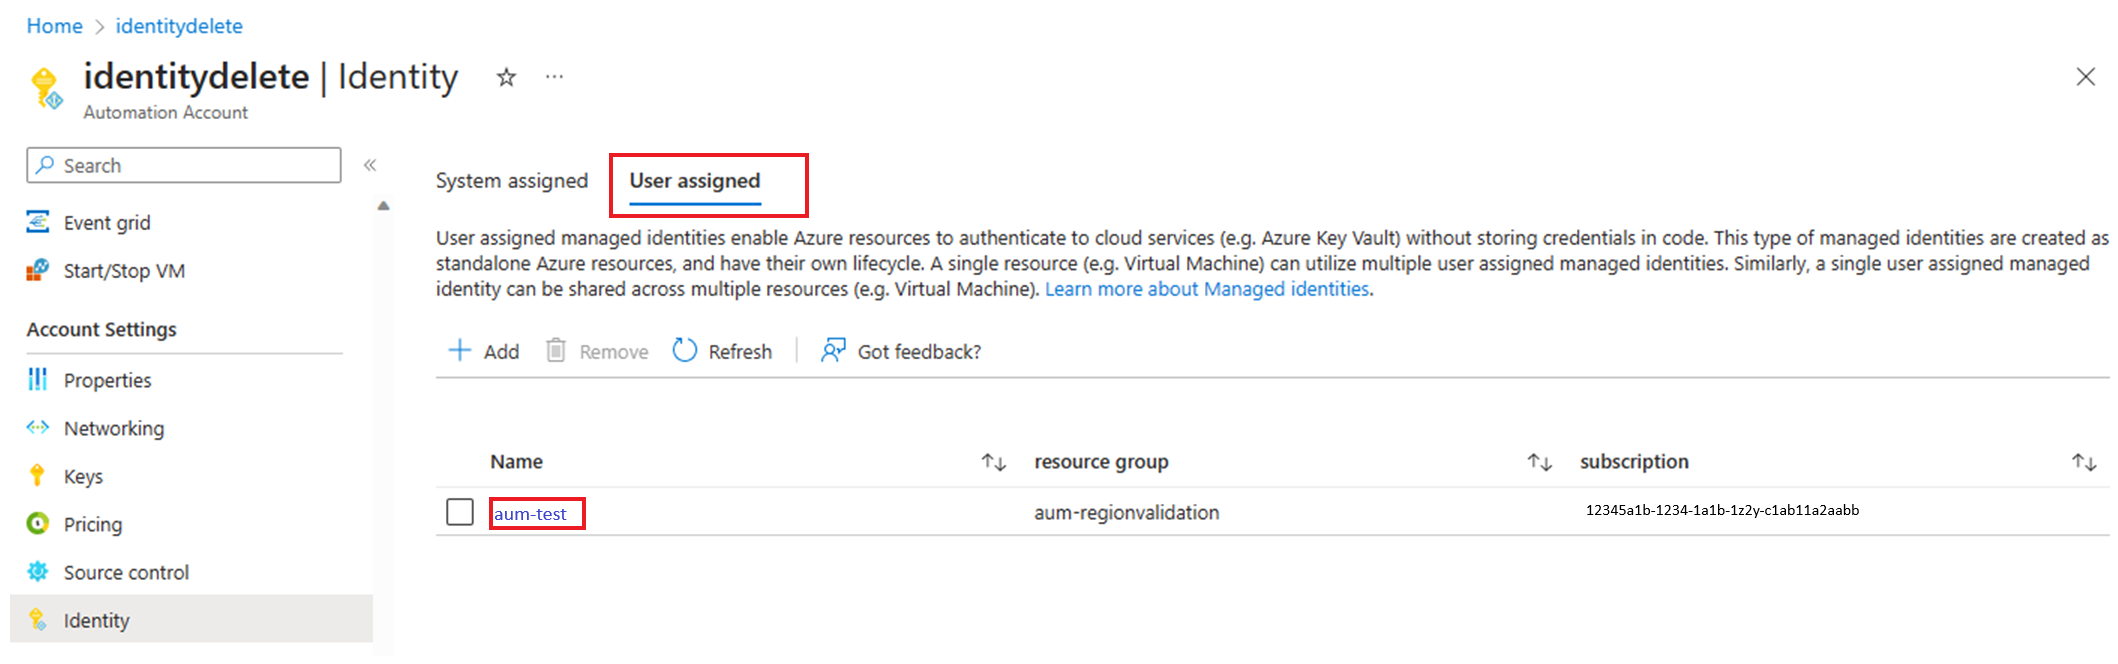 Home > identitydelete
identitydelete | Identity
Automation Account
Search
Event grid
Start/Stop VM
Account Settings
Properties
Networking
Keys
Pricing
Source control
Identity
System assigned User assigned
User assigned managed identities enable Azure resources to authenticate to cloud services (e.g. Azure Key Vault) without storing credentials in code. This type of managed identities are created as
standalone Azure resources, and have their own lifecycle. A single resource (e.g. Virtual Machine) can utilize multiple user assigned managed identities. Similarly, a single user assigned managed
identity can be shared across multiple resources (e.g. Virtual Machine). Learn more about Managed identities.
Add Remove Refresh Got feedback?
Name resource group subscription
aum-test aum-regionvalidation 12345a1b-1234-1a1b-1z2y-c1ab11a2aabb